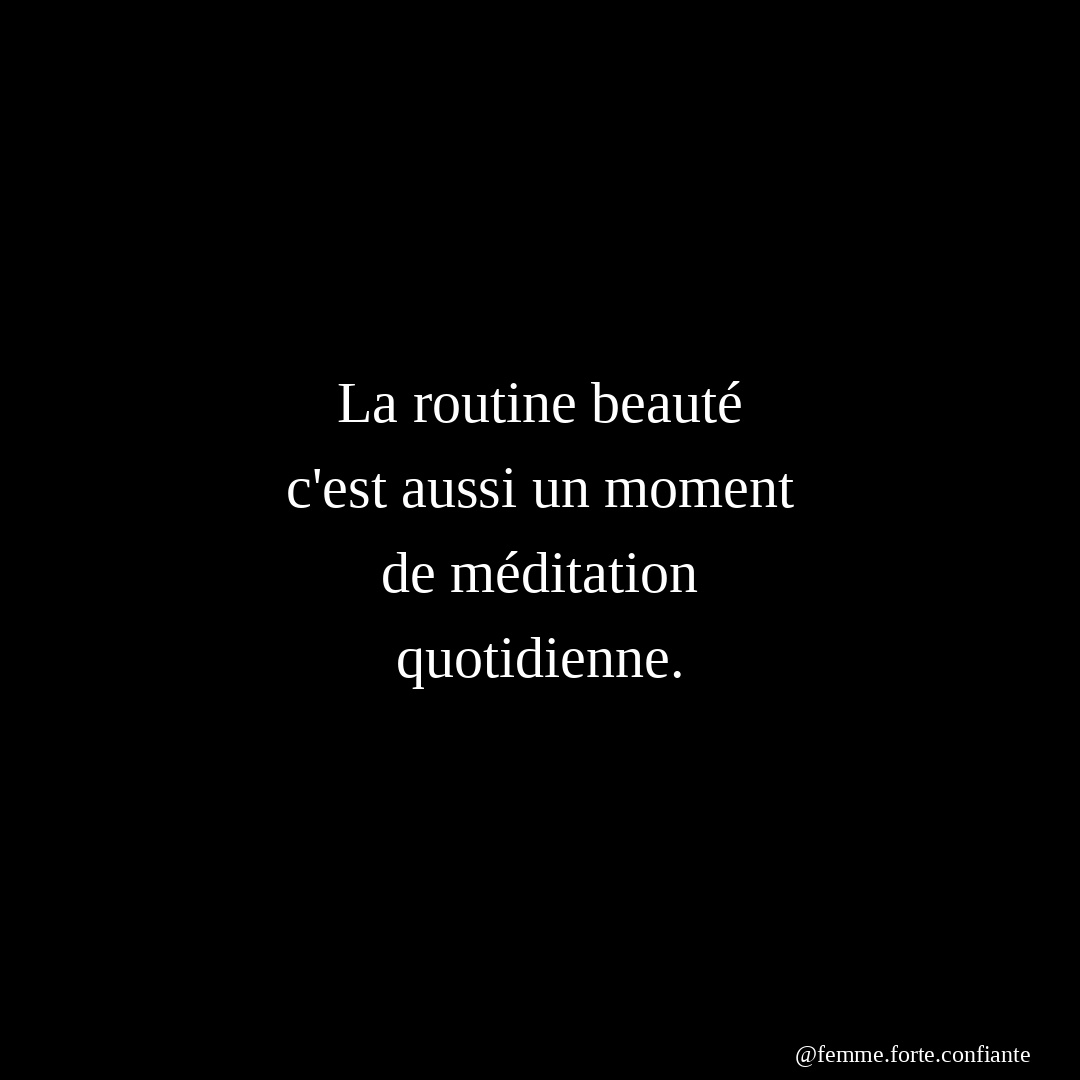 La routine beauté
c'est aussi un moment
de méditation
quotidienne.
@femme.forte.confiante